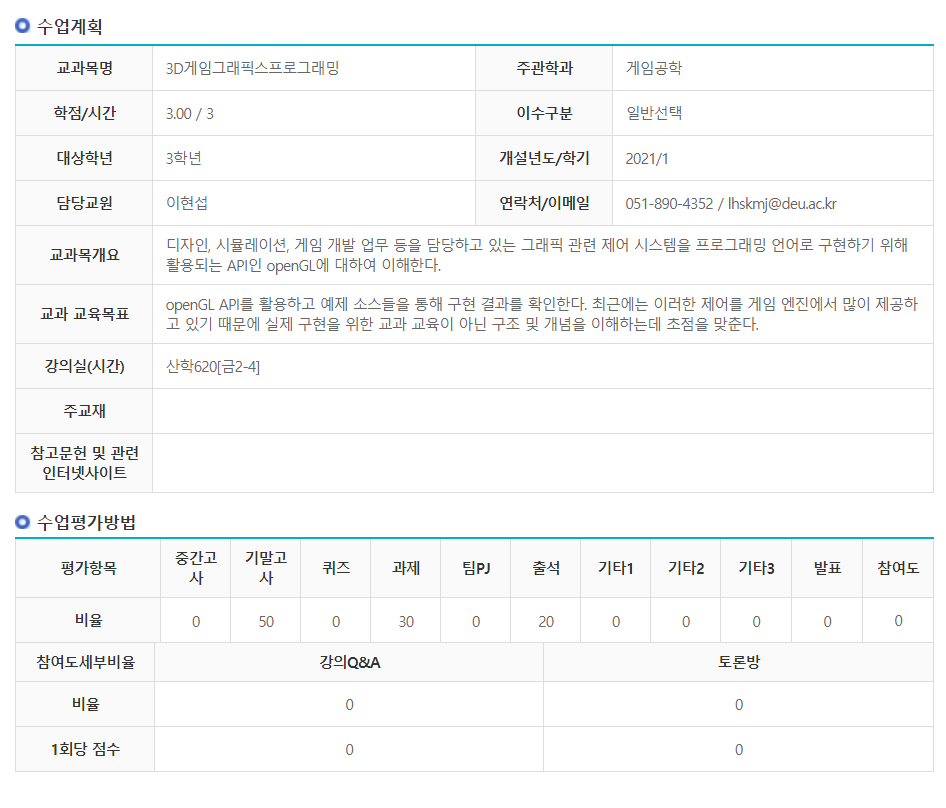 수업계획
교과목명 3D게임그래픽스프로그래밍 주관학과 게임공학
학점/시간 3.00 / 3 이수구분 일반선택
대상학년 3학년 개설년도/학기 2021/1
담당교원 이현섭 연락처/이메일 051-890-4352 / lhskmj@deu.ac.kr
교과목개요 디자인, 시뮬레이션, 게임 개발 업무 등을 담당하고 있는 그래픽 관련 제어 시스템을 프로그래밍 언어로 구현하기 위해
활용되는 API인 openGL에 대하여 이해한다.
교과 교육목표 openGL API를 활용하고 예제 소스들을 통해 구현 결과를 확인한다. 최근에는 이러한 제어를 게임 엔진에서 많이 제공하
고 있기 때문에 실제 구현을 위한 교과 교육이 아닌 구조 및 개념을 이해하는데 초점을 맞춘다.
강의실(시간) 산학620[금2-4]
주교재
참고문헌 및 관련
인터넷사이트
수업평가방법
평가항목 중간고
사 기말고
사 퀴즈 과제 팀PJ 출석 기타1 기타2 기타3 발표 참여도
비율 0 50 0 30 0 20 0 0 0 0 0
참여도세부비율 강의Q&A 토론방
비율 0 0
1회당 점수 0 0